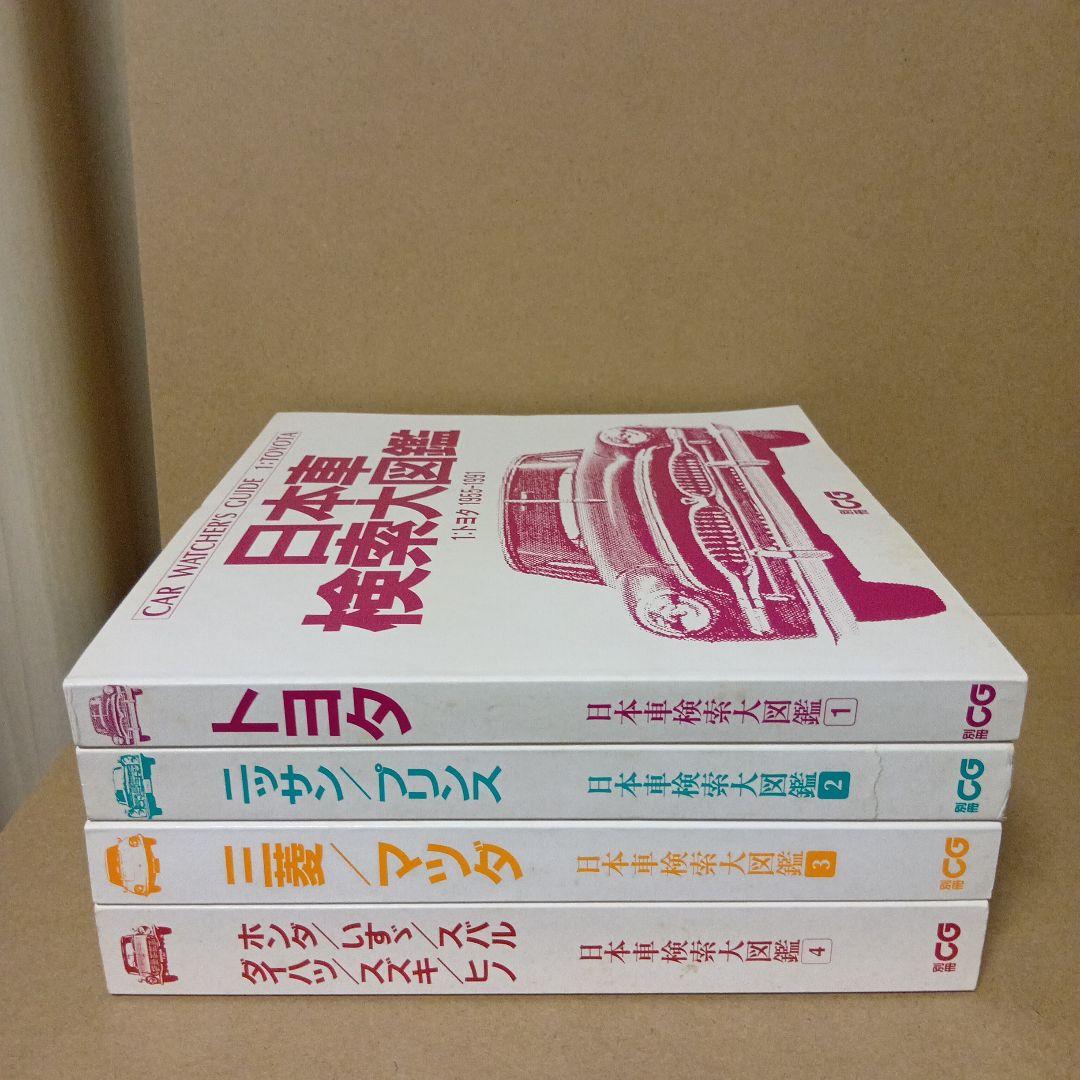 CAR WATCHER'S GUIDE 1:TOYOTA
日本車
検索大図鑑
1:トヨタ 1955-1991
別冊CG
トヨタ 日本車検索大図鑑 1 別冊CG
ニッサン/プリンス 日本車検索大図鑑 2 別冊CG
三菱/マツダ 日本車検索大図鑑 3 別冊CG
ホンダ/いすゞ/スバル
ダイハツ/スズキ/ヒノ 日本車検索大図鑑 4 別冊CG